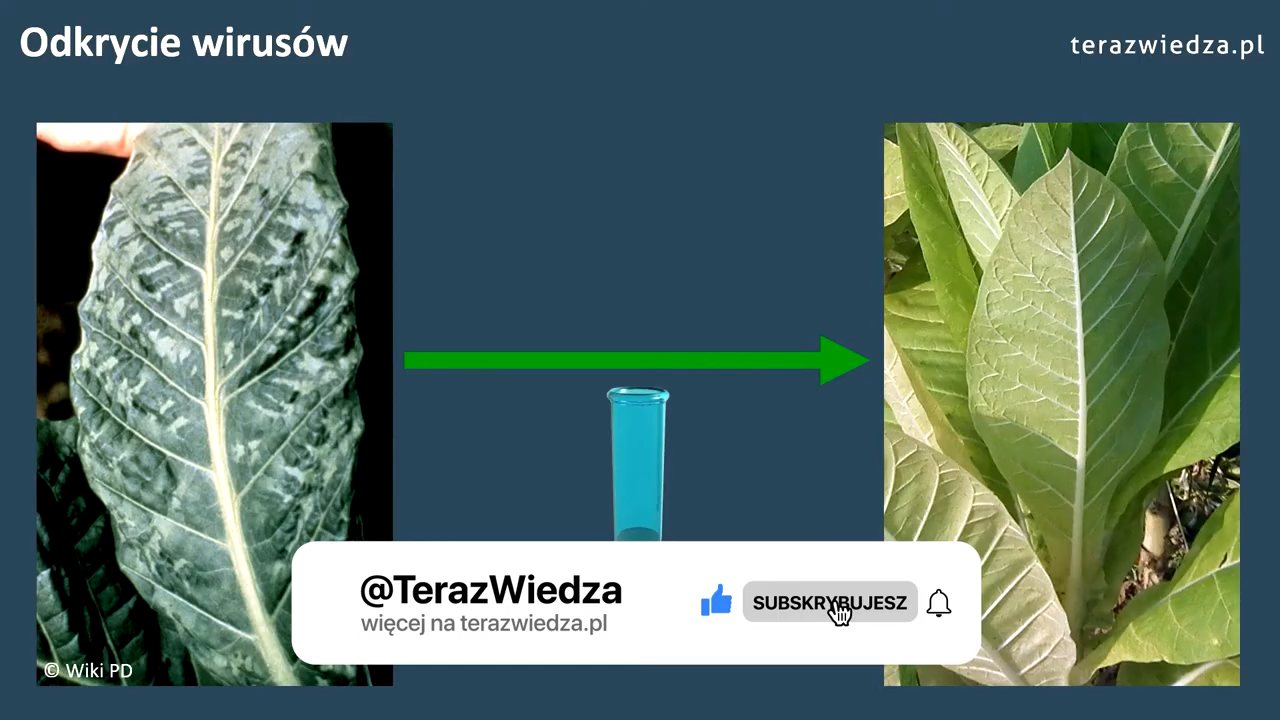 Odkrycie wirusów
terazwiedza.pl
@TerazWiedza
więcej na terazwiedza.pl
SUBSKRYBUJESZ
© Wiki PD